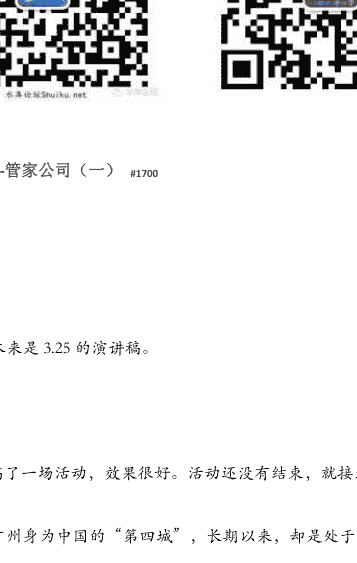 水库论坛Shuiku.net
-管家公司（一） #1700
来是 3.25 的演讲稿。
了一场活动，效果很好。活动还没有结束，就接
州身为中国的“第四城”，长期以来，却是处于